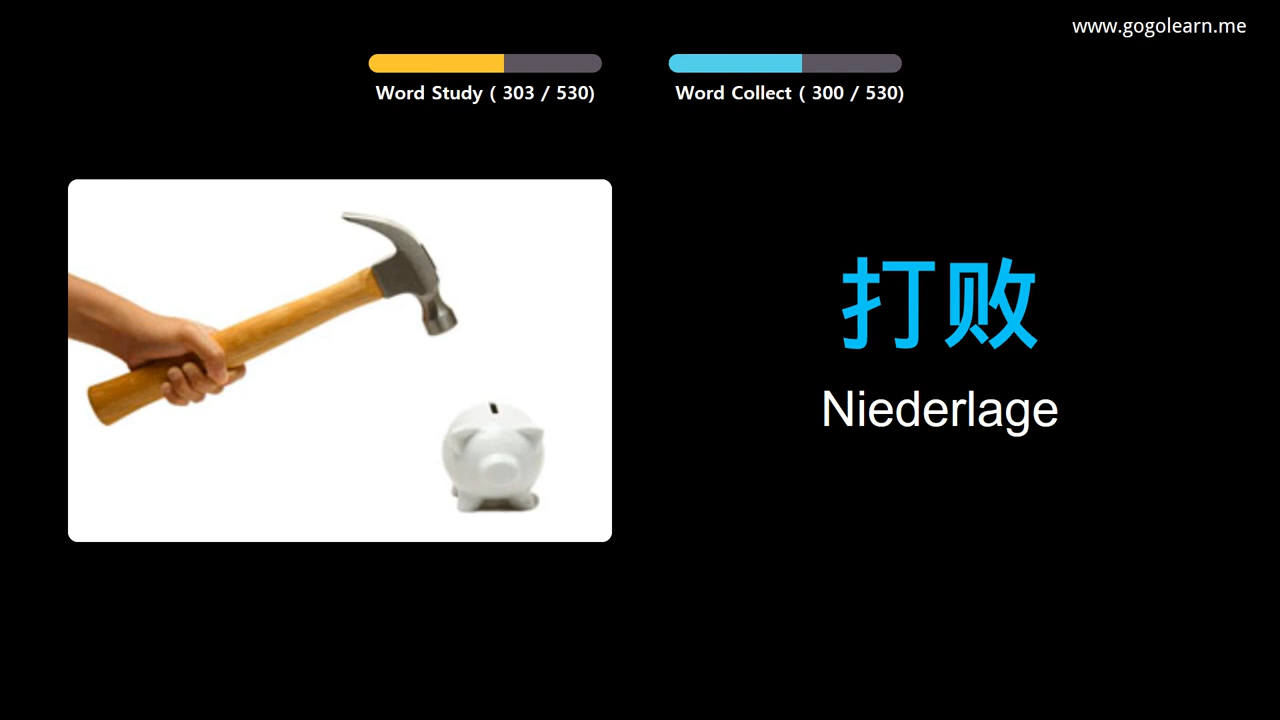 www.gogolearn.me
Word Study ( 303 / 530)
Word Collect ( 300 / 530)
打败
Niederlage